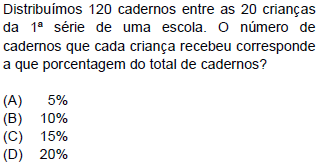 Distribuímos 120 cadernos entre as 20 crianças
da 1ª série de uma escola. O número de
cadernos que cada criança recebeu corresponde
a que porcentagem do total de cadernos?
(A) 5%
(B) 10%
(C) 15%
(D) 20%